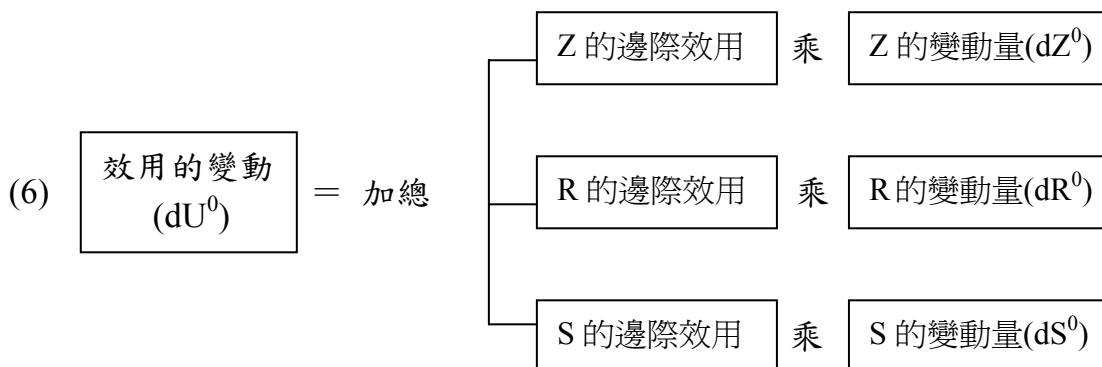 Z 的邊際效用 乘 Z 的變動量(dZ⁰)
(6) 效用的變動
(dU⁰) = 加總 R 的邊際效用 乘 R 的變動量(dR⁰)
S 的邊際效用 乘 S 的變動量(dS⁰)